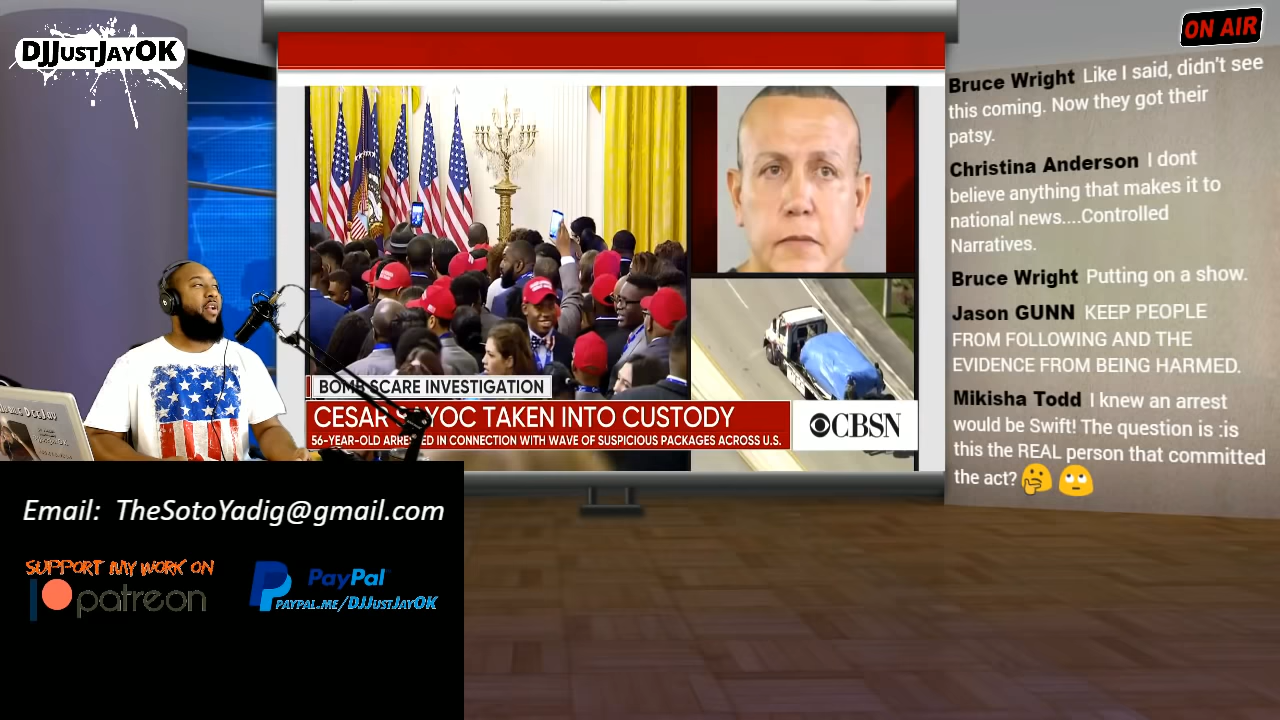 DJJUSTJAYOK
ON AIR
Bruce Wright Like I said, didn't see
this coming. Now they got their
patsy.
Christina Anderson I dont
believe anything that makes it to
national news....Controlled
Narratives.
Bruce Wright Putting on a show.
Jason GUNN KEEP PEOPLE
FROM FOLLOWING AND THE
EVIDENCE FROM BEING HARMED.
Mikisha Todd I knew an arrest
would be Swift! The question is :is
this the REAL person that committed
the act? 🤔 🙄
BOMB SCARE INVESTIGATION
CESAR SAYOC TAKEN INTO CUSTODY
56-YEAR-OLD ARRESTED IN CONNECTION WITH WAVE OF SUSPICIOUS PACKAGES ACROSS U.S.
CBSN
Email: TheSotoYadig@gmail.com
SUPPORT MY WORK ON
patreon
PayPal
PAYPAL.ME/DJJUSTJAYOK